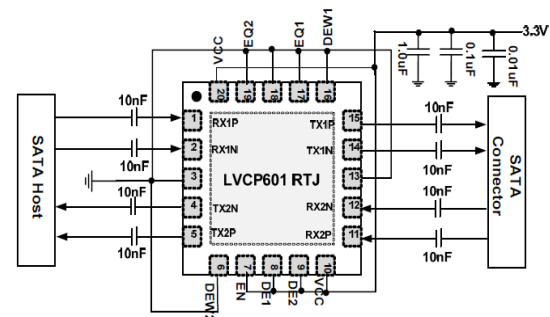 VCC
EQ2
EQ1
DEW1
3.3V
1.0uF
0.1uF
0.01uF
20
19
18
17
16
SATA Host
10nF
10nF
10nF
10nF
1
2
3
4
5
RX1P
RX1N
TX2N
TX2P
LVCP601 RTJ
TX1P
TX1N
RX2N
RX2P
15
14
13
12
11
10nF
10nF
10nF
10nF
SATA
Connector
6
7
8
9
10
EN
DE1
DE2
VCC